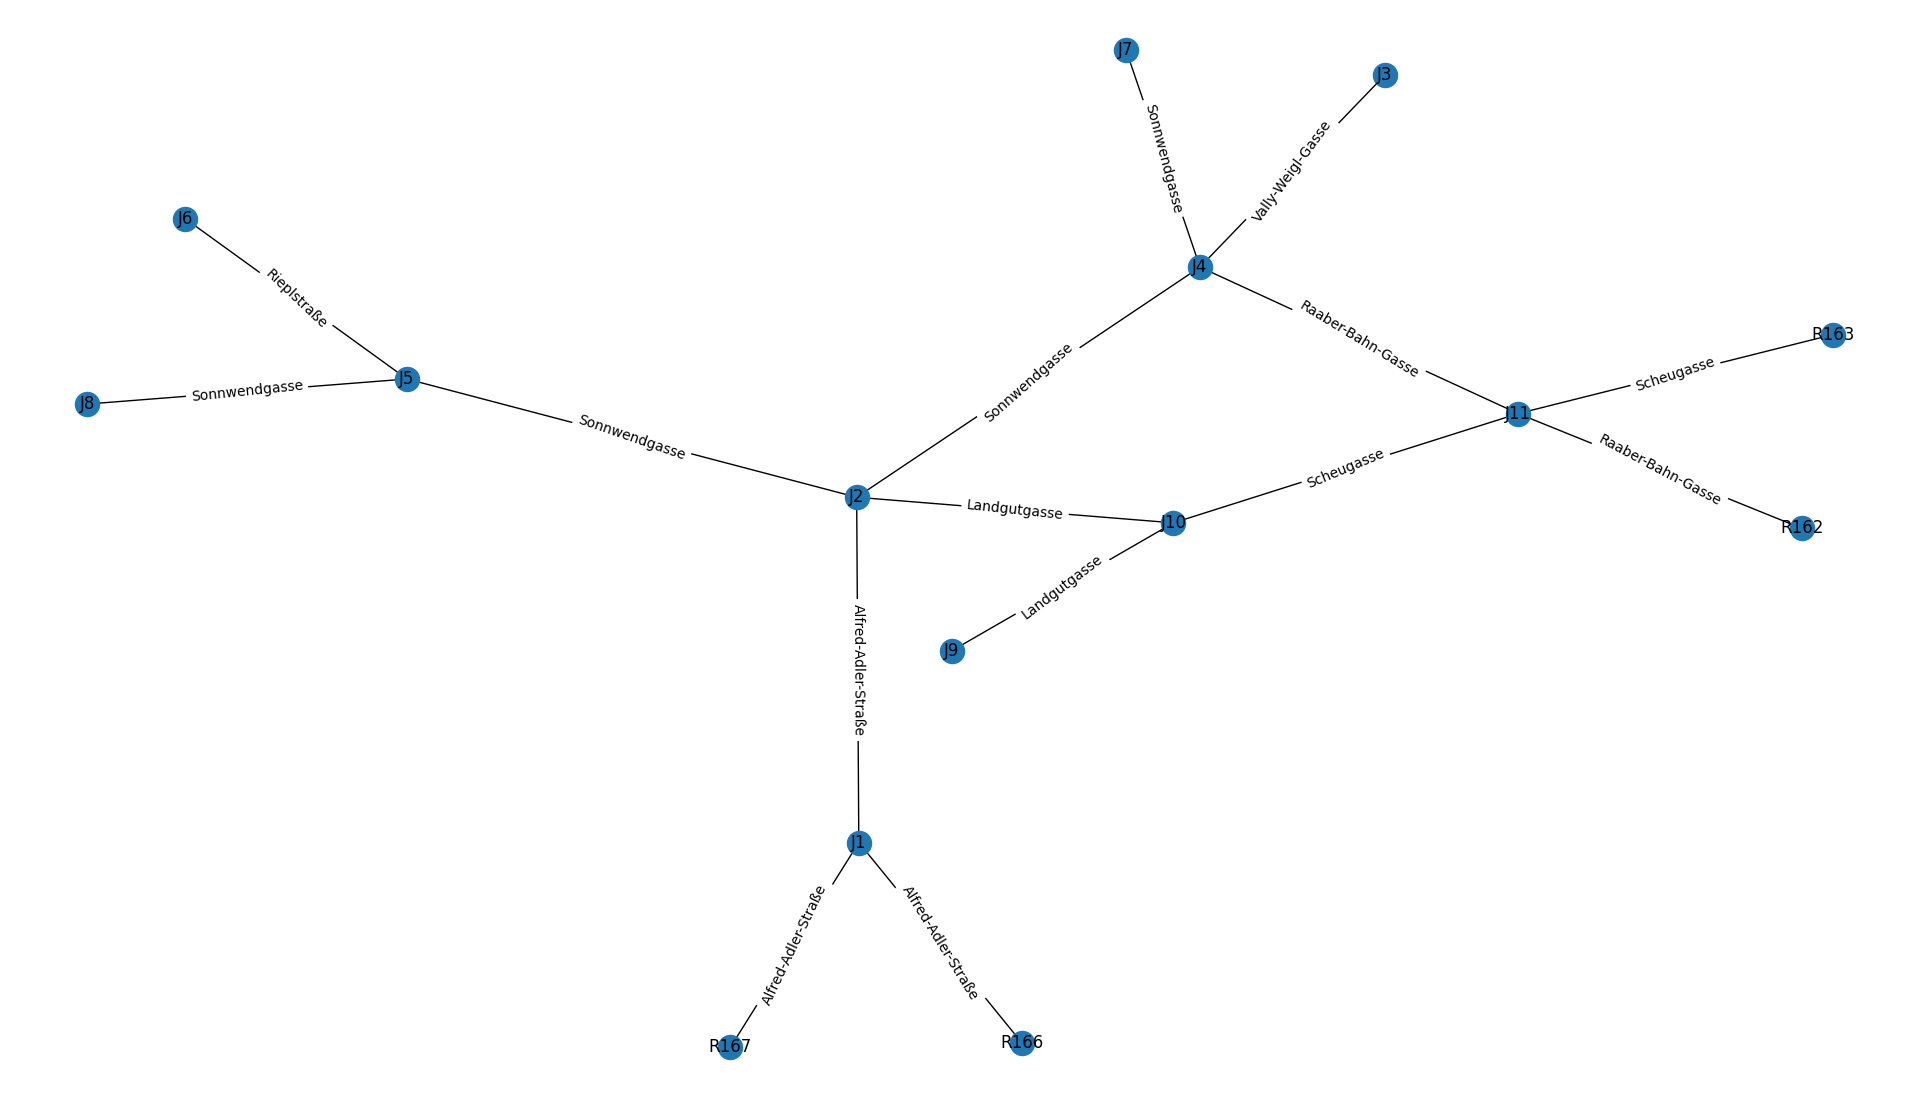 J7
J3
Sonnwendgasse
Vally-Weigl-Gasse
J6
J4
Rieplstraße
Raaber-Bahn-Gasse
R163
Scheugasse
J5
Sonnwendgasse
J8
Sonnwendgasse
Sonnwendgasse
J11
Raaber-Bahn-Gasse
Scheugasse
J2
Landgutgasse
J10
R162
Landgutgasse
J9
Alfred-Adler-Straße
J1
Alfred-Adler-Straße
Alfred-Adler-Straße
R167
R166